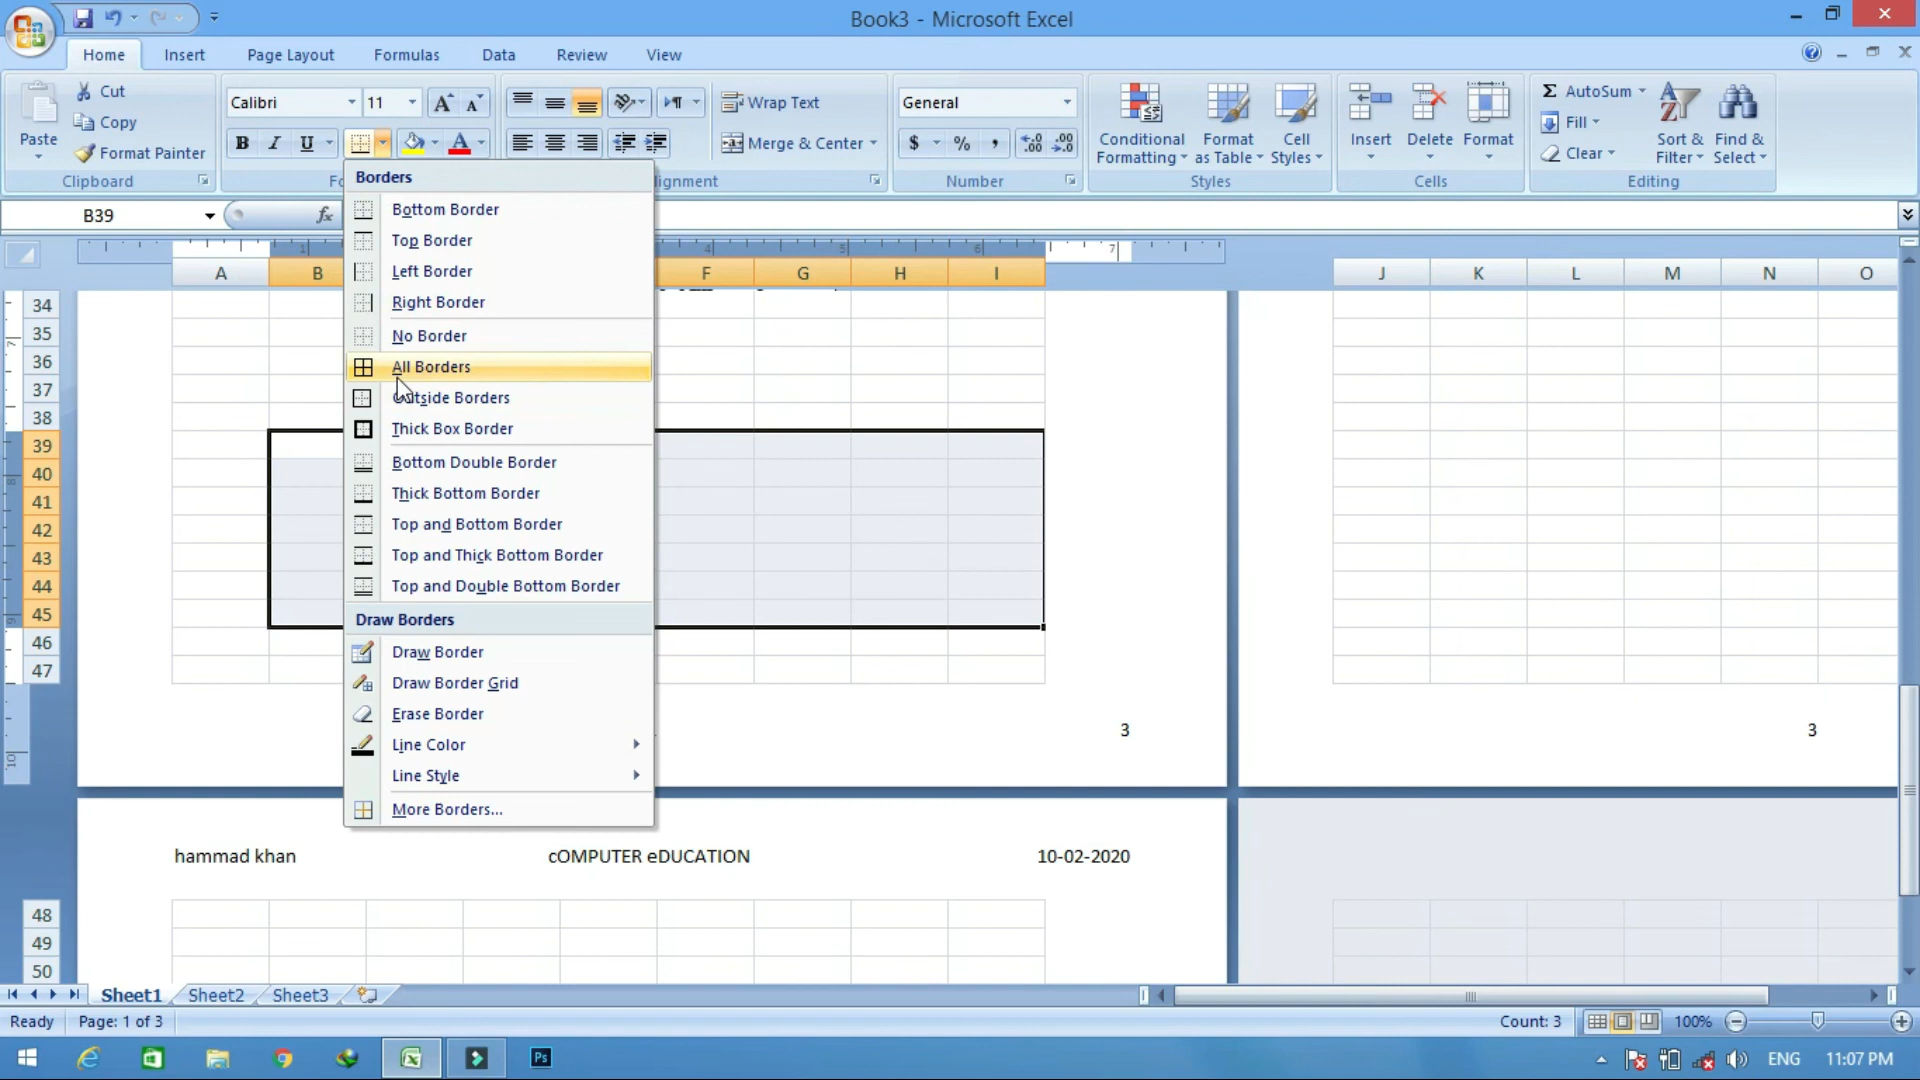 Book3 - Microsoft Excel
Home Insert Page Layout Formulas Data Review View
Paste
Cut
Copy
Format Painter
Clipboard
Calibri 11
B I U
Wrap Text
Merge & Center
General
$ % ,
Number
Conditional Formatting
Format as Table
Cell Styles
Styles
Insert Delete Format
Cells
Σ AutoSum
Fill
Clear
Sort & Filter
Find & Select
Editing
B39 fx
Borders
Bottom Border
Top Border
Left Border
Right Border
No Border
All Borders
Outside Borders
Thick Box Border
Bottom Double Border
Thick Bottom Border
Top and Bottom Border
Top and Thick Bottom Border
Top and Double Bottom Border
Draw Borders
Draw Border
Draw Border Grid
Erase Border
Line Color
Line Style
More Borders...
A B F G H I J K L M N O
34
35
36
37
38
39
40
41
42
43
44
45
46
47
3 3
hammad khan cOMPUTER eDUCATION 10-02-2020
48
49
50
Sheet1 Sheet2 Sheet3
Ready Page: 1 of 3 Count: 3 100%
Ps ENG 11:07 PM